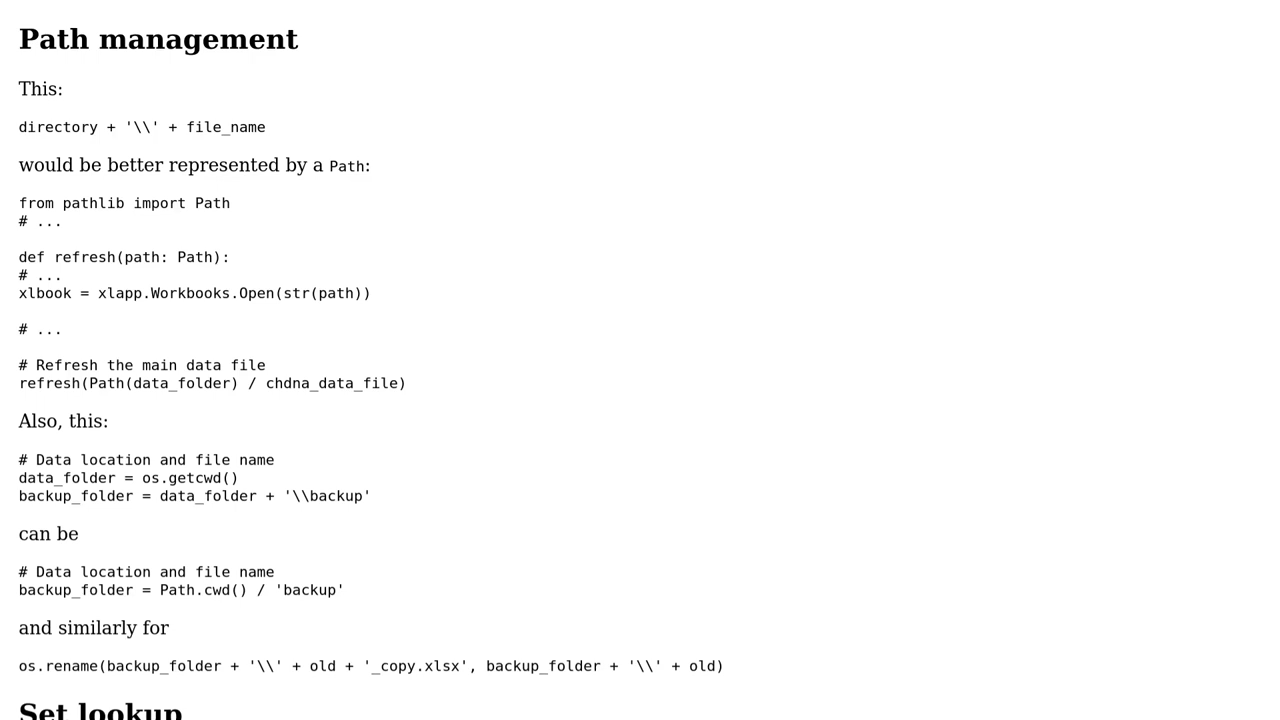 Path management
This:
directory + '\\' + file_name
would be better represented by a Path:
from pathlib import Path
# ...
def refresh(path: Path):
# ...
xlbook = xlapp.Workbooks.Open(str(path))
# ...
# Refresh the main data file
refresh(Path(data_folder) / chdna_data_file)
Also, this:
# Data location and file name
data_folder = os.getcwd()
backup_folder = data_folder + '\\backup'
can be
# Data location and file name
backup_folder = Path.cwd() / 'backup'
and similarly for
os.rename(backup_folder + '\\' + old + '_copy.xlsx', backup_folder + '\\' + old)
Set lookup